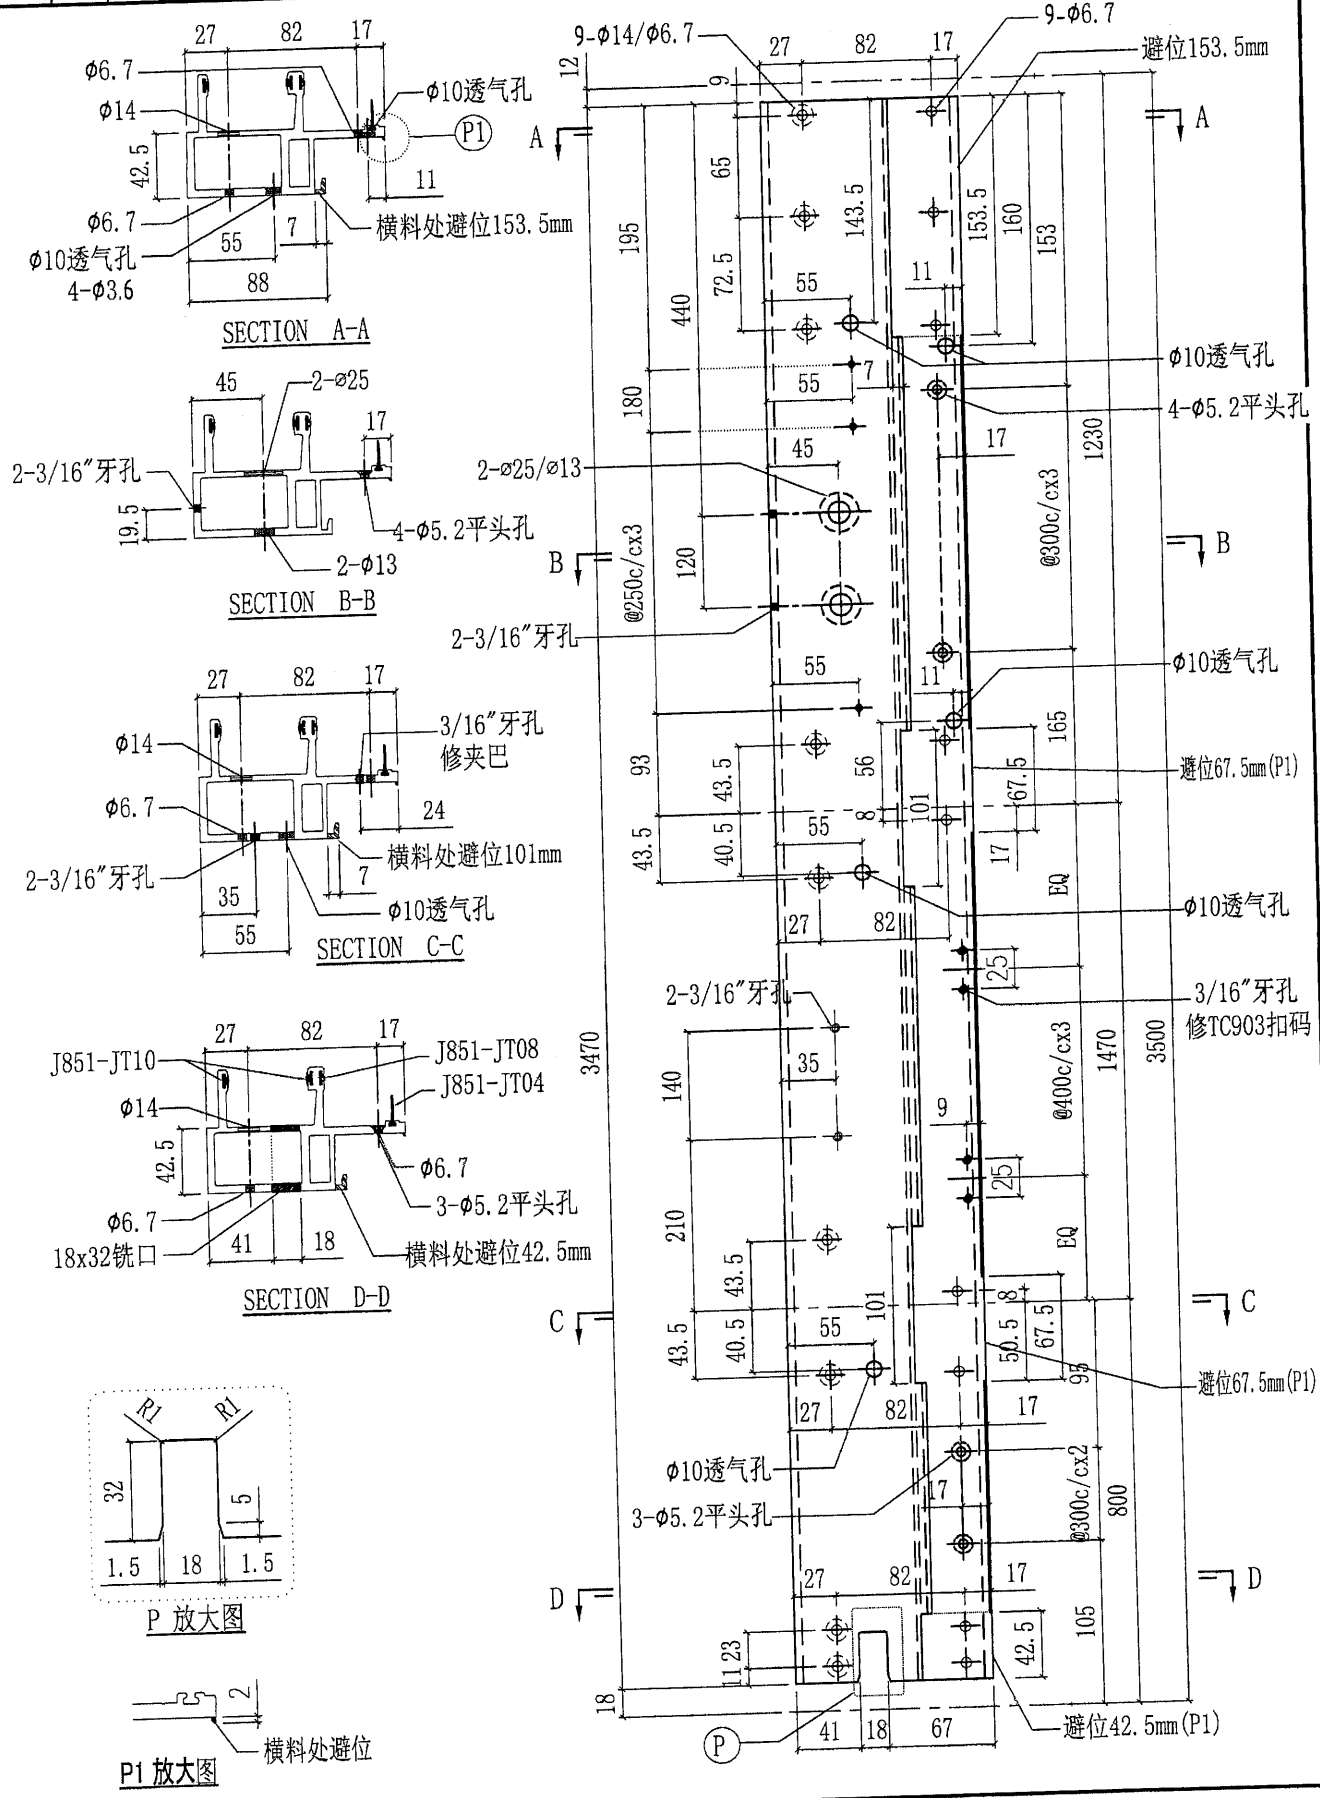 27
82
17
Φ6.7
Φ14
Φ10透气孔
P1
42.5
11
Φ6.7
横料处避位153.5mm
Φ10透气孔
4-Φ3.6
55
7
88
SECTION A-A
45
2-⌀25
17
2-3/16"牙孔
19.5
4-Φ5.2平头孔
2-Φ13
SECTION B-B
27
82
17
Φ14
3/16"牙孔
修夹巴
Φ6.7
24
横料处避位101mm
2-3/16"牙孔
7
35
Φ10透气孔
55
SECTION C-C
27
82
17
J851-JT10
J851-JT08
J851-JT04
Φ14
42.5
Φ6.7
3-Φ5.2平头孔
Φ6.7
18x32铣口
41
18
横料处避位42.5mm
SECTION D-D
R1
R1
32
5
1.5
18
1.5
P 放大图
2
横料处避位
P1 放大图
9-Φ14/Φ6.7
27
82
17
9-Φ6.7
避位153.5mm
12
9
A
A
65
195
143.5
153.5
160
153
72.5
440
55
11
Φ10透气孔
180
55
7
4-Φ5.2平头孔
17
1230
45
2-⌀25/⌀13
@300c/cx3
B
B
@250c/cx3
120
2-3/16"牙孔
55
11
Φ10透气孔
165
93
43.5
56
101
67.5
避位67.5mm(P1)
8
43.5
40.5
55
17
EQ
Φ10透气孔
27
82
25
2-3/16"牙孔
3/16"牙孔
修TC903扣码
3470
35
140
@400c/cx3
1470
3500
9
25
210
EQ
43.5
101
8
C
C
43.5
40.5
55
50.5
67.5
95
避位67.5mm(P1)
27
82
17
Φ10透气孔
3-Φ5.2平头孔
17
@300c/cx2
800
D
D
27
82
17
23
11
42.5
105
18
P
41
18
67
避位42.5mm(P1)